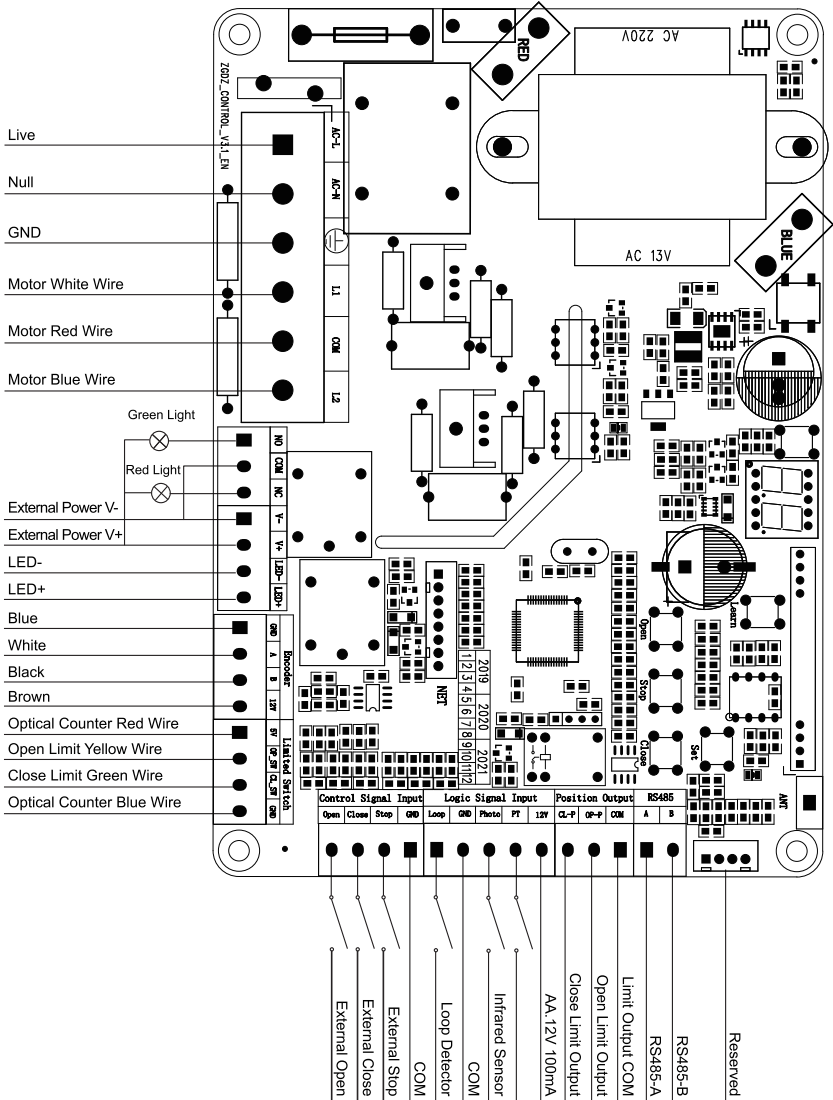 AC 220V
RED
ZGDZ_CONTROL_V3.1_EN
Live
AC-L
Null
AC-N
GND
BLUE
AC 13V
Motor White Wire
L1
Motor Red Wire
COM
Motor Blue Wire
L2
Green Light
NO
COM
Red Light
NC
External Power V-
V-
External Power V+
V+
LED-
LED-
LED+
LED+
Blue
GND
White
A
Black
B
Brown
12V
Encoder
Optical Counter Red Wire
5V
Open Limit Yellow Wire
OP_SW
Close Limit Green Wire
CL_SW
Optical Counter Blue Wire
GND
Limited Switch
NET
1 2 3 4 5 6 7 8 9 10 11 12
2019 2020 2021
Learn
Open
Stop
Close
Set
ANT
Control Signal Input Logic Signal Input Position Output RS485
Open Close Stop GND Loop GND Photo PT 12V CL-P OP-P COM A B
External Open
External Close
External Stop
COM
Loop Detector
COM
Infrared Sensor
AA.12V 100mA
Close Limit Output
Open Limit Output
Limit Output COM
RS485-A
RS485-B
Reserved